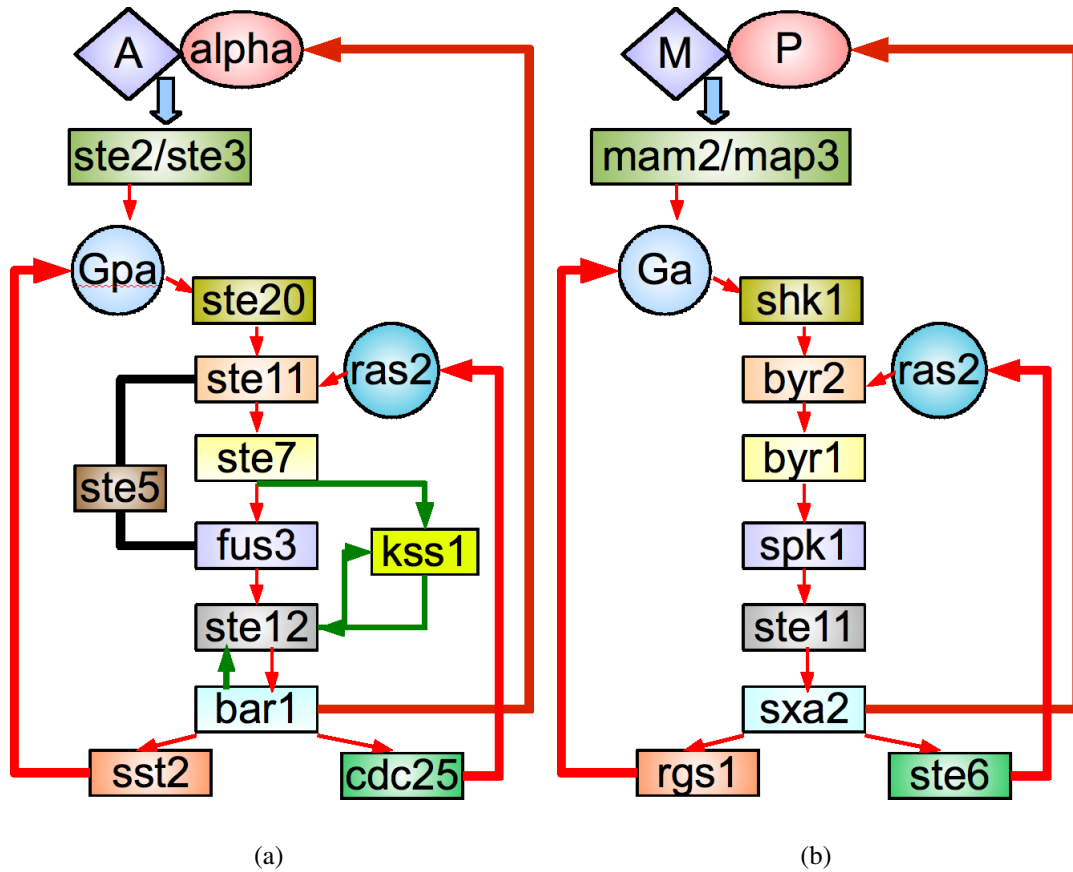 A
alpha
ste2/ste3
Gpa
ste20
ste11
ras2
ste7
ste5
fus3
kss1
ste12
bar1
sst2
cdc25
(a)
M
P
mam2/map3
Ga
shk1
byr2
ras2
byr1
spk1
ste11
sxa2
rgs1
ste6
(b)